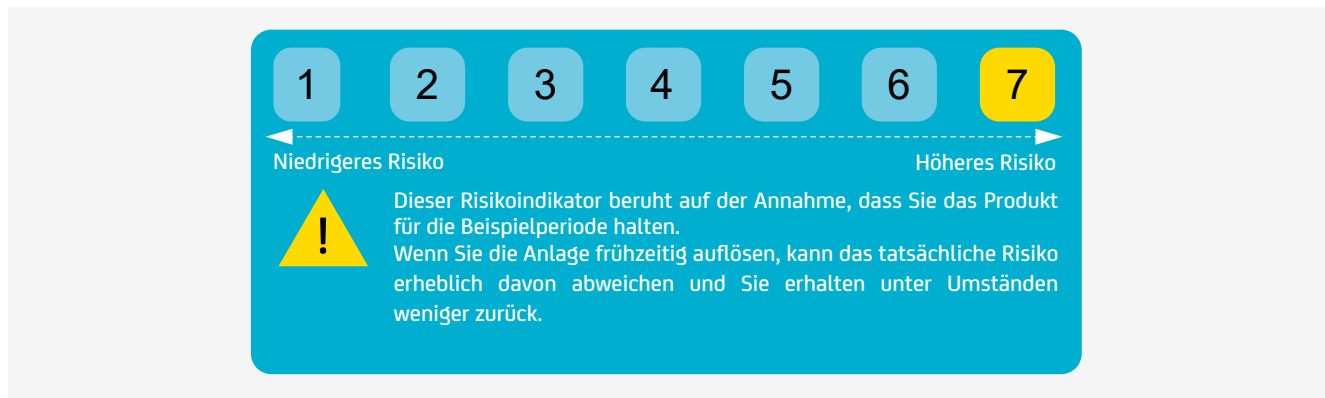 1 2 3 4 5 6 7
Niedrigeres Risiko Höheres Risiko
!
Dieser Risikoindikator beruht auf der Annahme, dass Sie das Produkt
für die Beispielperiode halten.
Wenn Sie die Anlage frühzeitig auflösen, kann das tatsächliche Risiko
erheblich davon abweichen und Sie erhalten unter Umständen
weniger zurück.